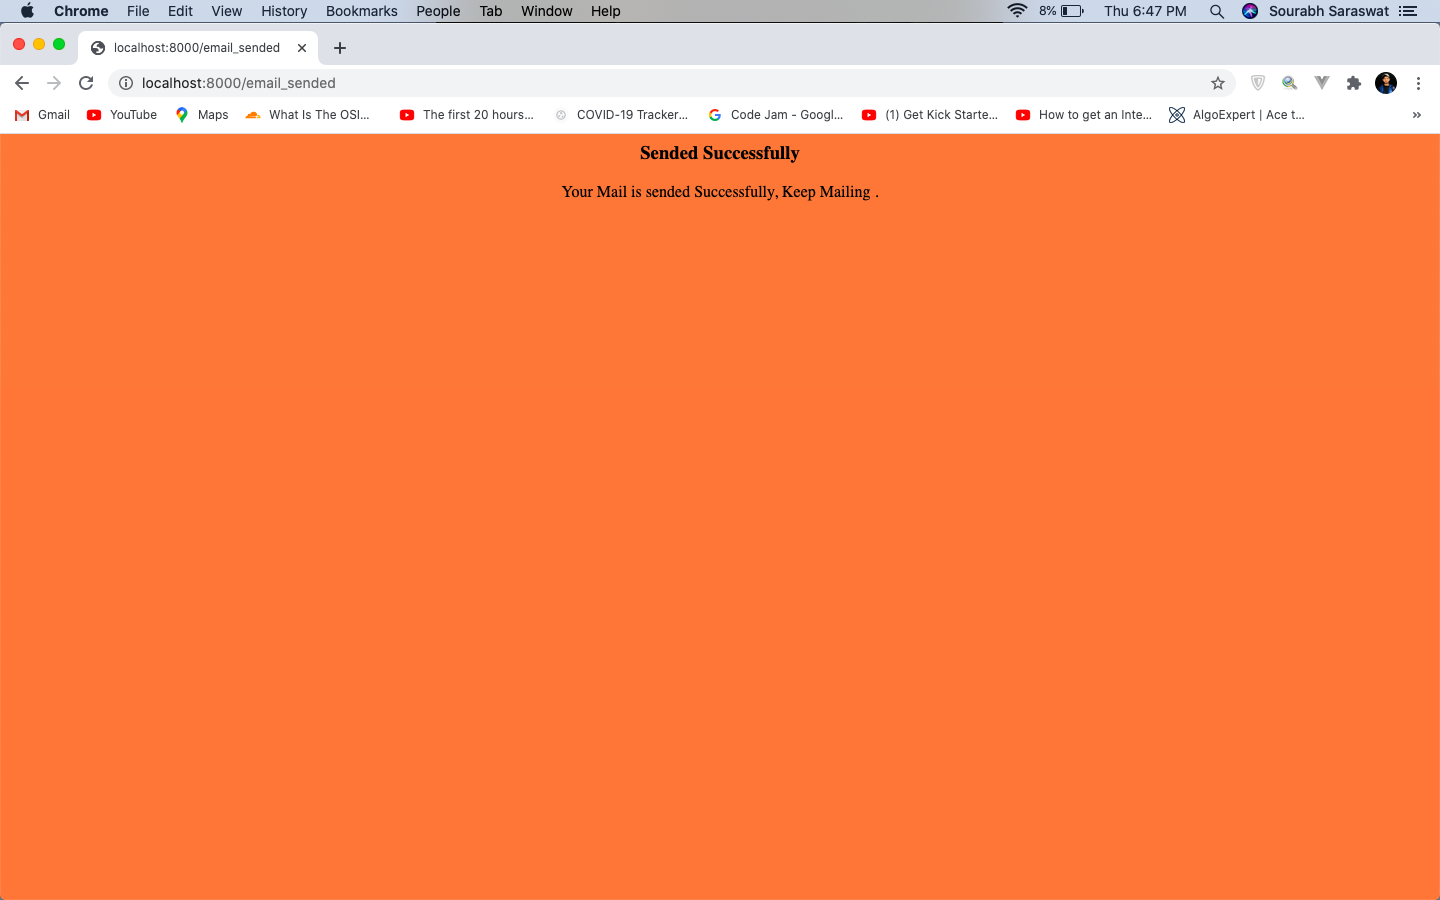 Chrome File Edit View History Bookmarks People Tab Window Help 8% Thu 6:47 PM Sourabh Saraswat
localhost:8000/email_sended
localhost:8000/email_sended
Gmail YouTube Maps What Is The OSI... The first 20 hours... COVID-19 Tracker... Code Jam - Googl... (1) Get Kick Starte... How to get an Inte... AlgoExpert | Ace t... »
Sended Successfully
Your Mail is sended Successfully, Keep Mailing .